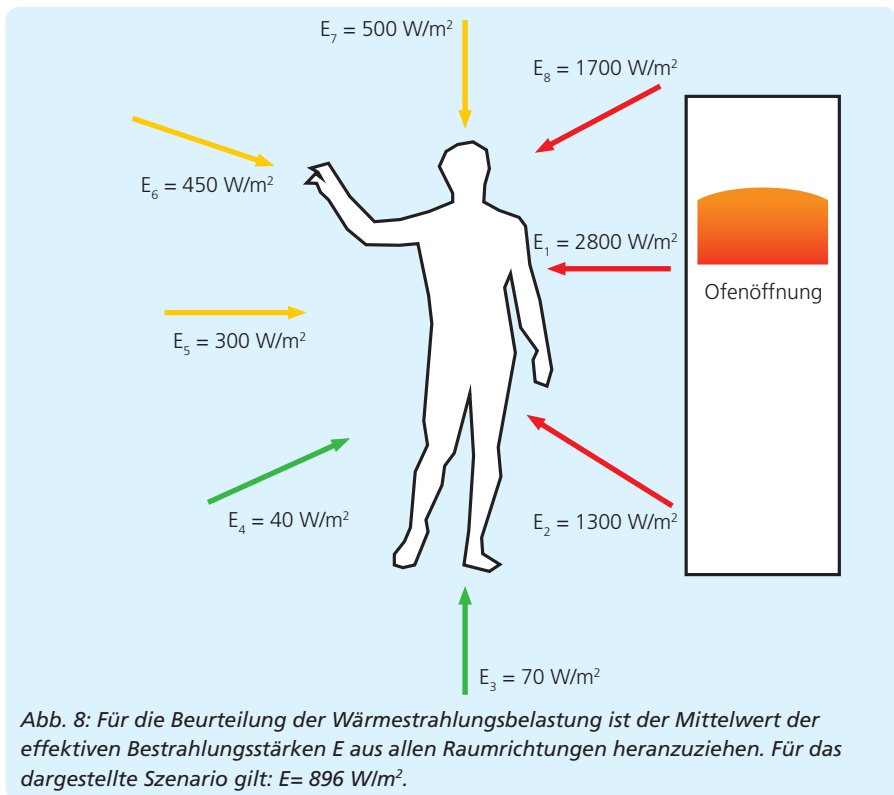 E₇ = 500 W/m²
E₈ = 1700 W/m²
E₆ = 450 W/m²
E₁ = 2800 W/m²
Ofenöffnung
E₅ = 300 W/m²
E₄ = 40 W/m²
E₂ = 1300 W/m²
E₃ = 70 W/m²
Abb. 8: Für die Beurteilung der Wärmestrahlungsbelastung ist der Mittelwert der
effektiven Bestrahlungsstärken E aus allen Raumrichtungen heranzuziehen. Für das
dargestellte Szenario gilt: E= 896 W/m².